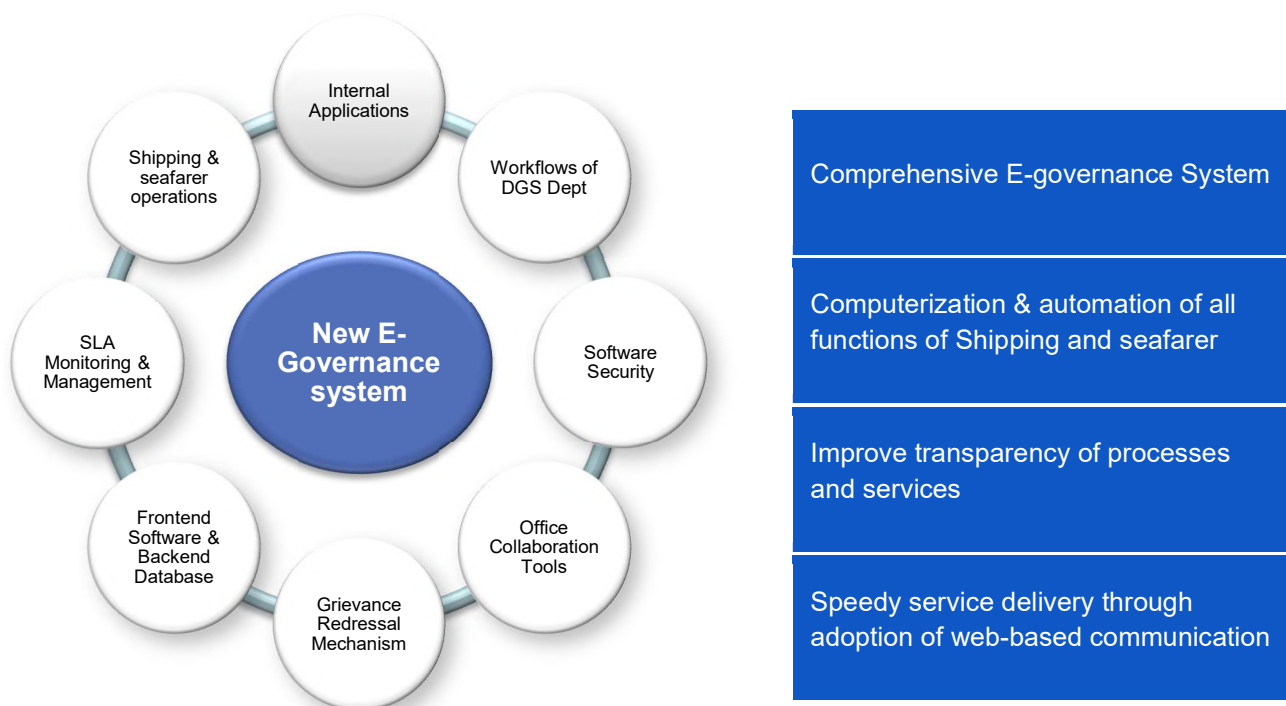 Internal
Applications
Workflows of
DGS Dept
Software
Security
Office
Collaboration
Tools
Grievance
Redressal
Mechanism
Frontend
Software &
Backend
Database
SLA
Monitoring &
Management
Shipping &
seafarer
operations
New E-
Governance
system
Comprehensive E-governance System
Computerization & automation of all
functions of Shipping and seafarer
Improve transparency of processes
and services
Speedy service delivery through
adoption of web-based communication